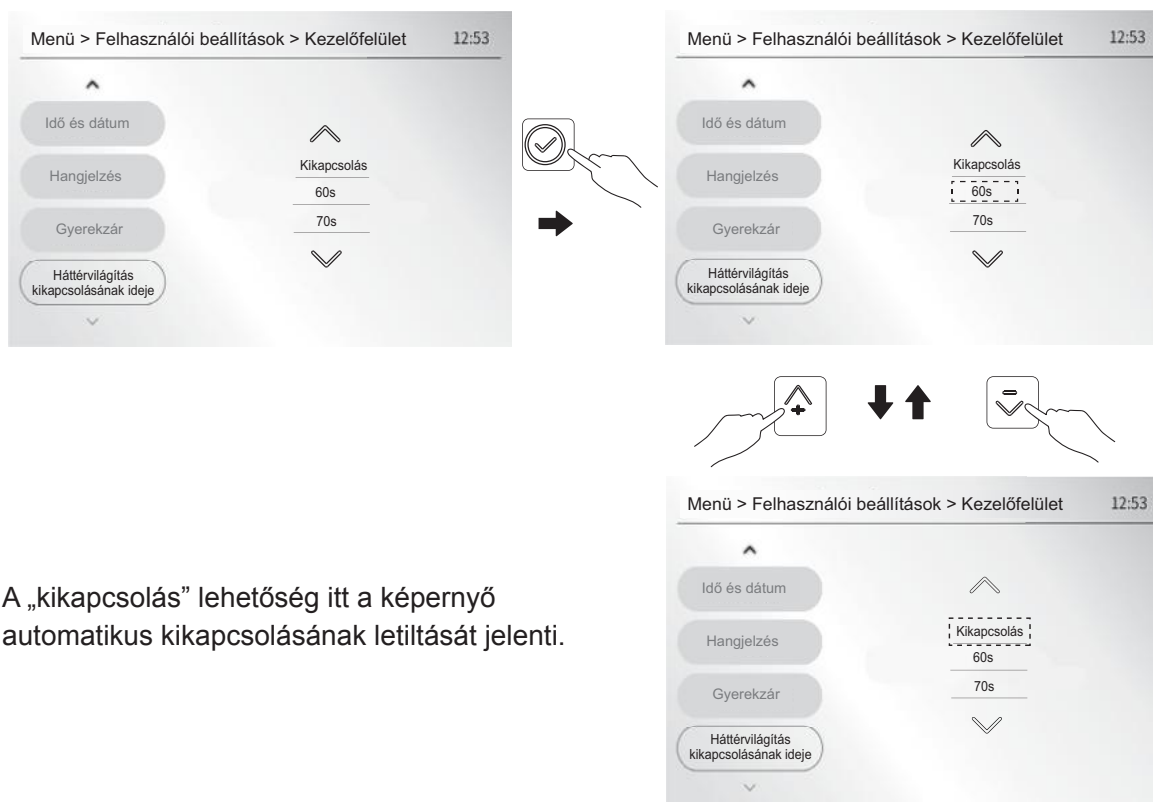 Menü > Felhasználói beállítások > Kezelőfelület 12:53
Idő és dátum
Hangjelzés
Gyerekzár
Háttérvilágítás
kikapcsolásának ideje
Kikapcsolás
60s
70s
Menü > Felhasználói beállítások > Kezelőfelület 12:53
Idő és dátum
Hangjelzés
Gyerekzár
Háttérvilágítás
kikapcsolásának ideje
Kikapcsolás
60s
70s
A „kikapcsolás” lehetőség itt a képernyő
automatikus kikapcsolásának letiltását jelenti.
Menü > Felhasználói beállítások > Kezelőfelület 12:53
Idő és dátum
Hangjelzés
Gyerekzár
Háttérvilágítás
kikapcsolásának ideje
Kikapcsolás
60s
70s